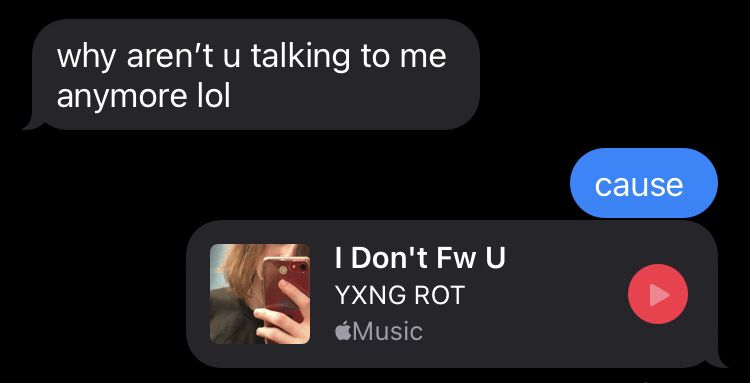 why aren’t u talking to me
anymore lol
cause
I Don't Fw U
YXNG ROT
Music